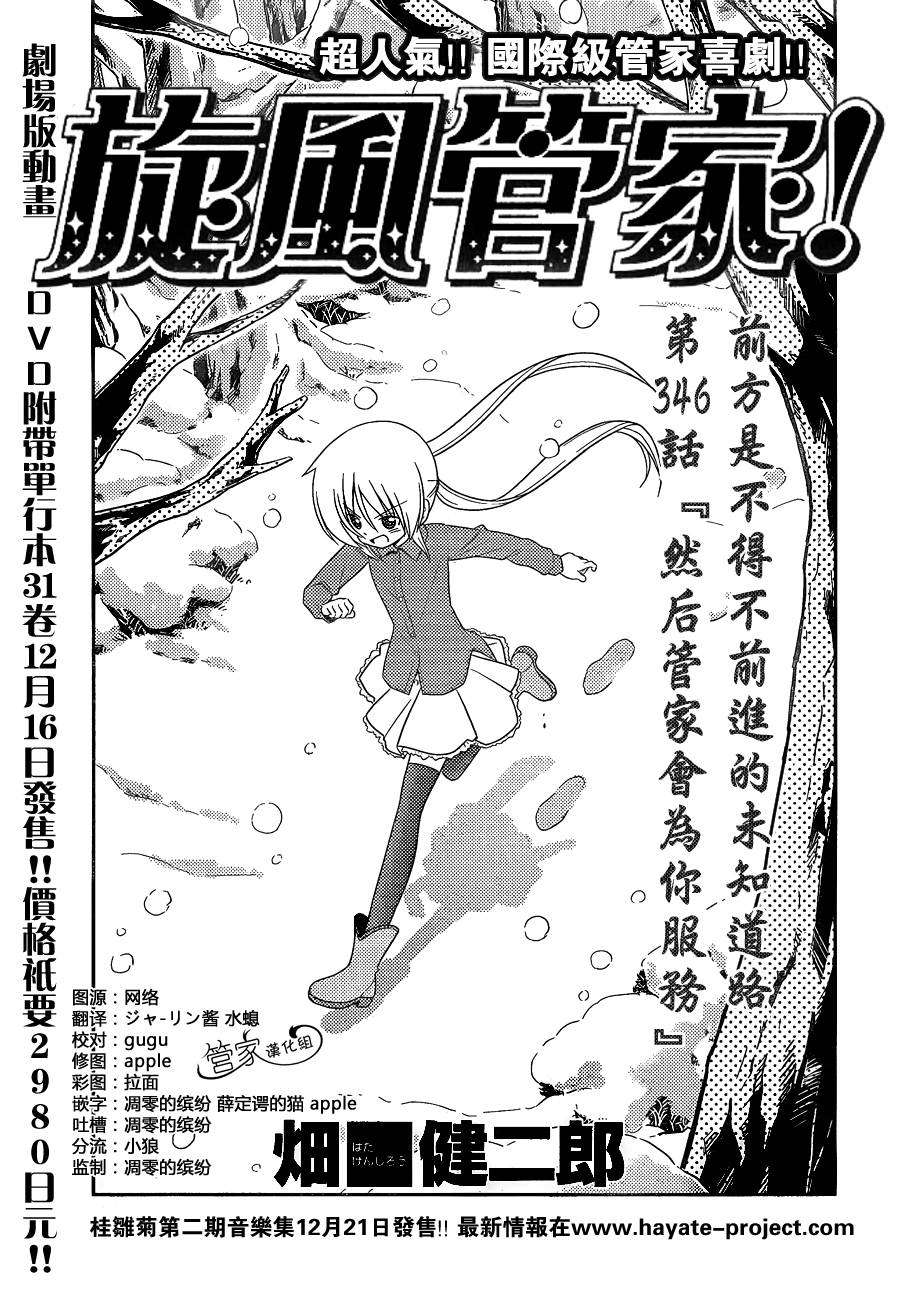 超人氣!! 國際級管家喜劇!!
旋風管家!
劇場版動畫DVD附帶單行本31卷12月16日發售!!價格衹要2980日元!!
前方是不得不前進的未知道路
第346話『然后管家會為你服務』
图源：网络
翻译：ジャ-リン酱 水螅
校对：gugu
修图：apple
彩图：拉面
嵌字：凋零的缤纷 薛定谔的猫 apple
吐槽：凋零的缤纷
分流：小狼
监制：凋零的缤纷
管家漢化組
畑 健二郎
はた
けんじろう
桂雛菊第二期音樂集12月21日發售!! 最新情報在www.hayate-project.com